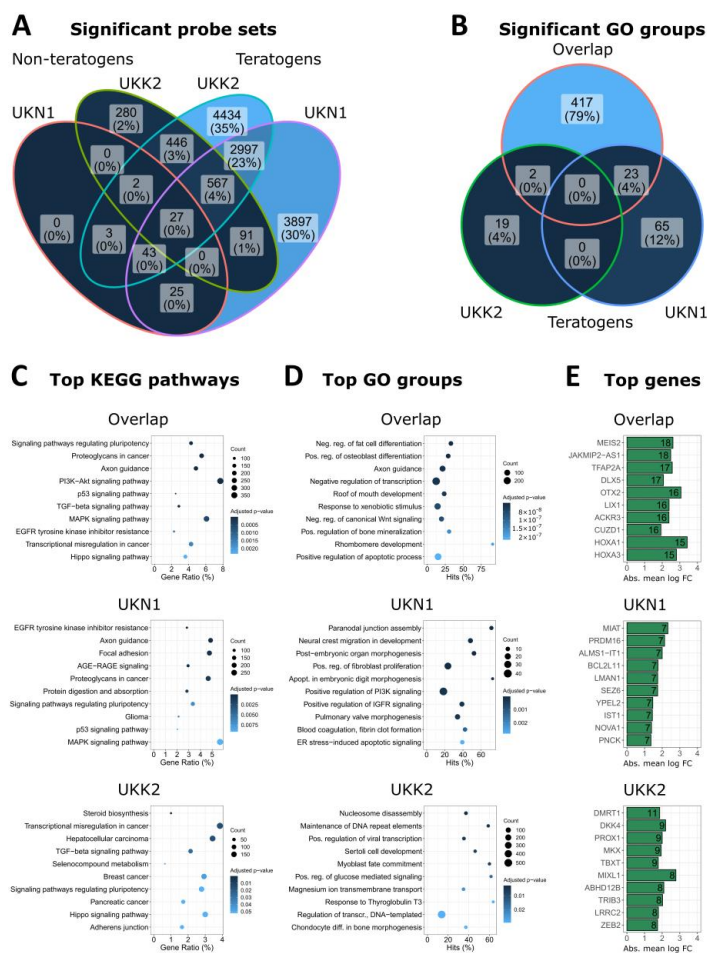 A Significant probe sets
Non-teratogens
Teratogens
UKN1
UKK2
UKK2
UKN1
280
(2%)
4434
(35%)
0
(0%)
446
(3%)
2997
(23%)
2
(0%)
567
(4%)
0
(0%)
3
(0%)
27
(0%)
91
(1%)
3897
(30%)
43
(0%)
0
(0%)
25
(0%)
B Significant GO groups
Overlap
417
(79%)
2
(0%)
0
(0%)
23
(4%)
19
(4%)
0
(0%)
65
(12%)
UKK2
Teratogens
UKN1
C Top KEGG pathways
Overlap
Signaling pathways regulating pluripotency
Proteoglycans in cancer
Axon guidance
PI3K-Akt signaling pathway
p53 signaling pathway
TGF-beta signaling pathway
MAPK signaling pathway
EGFR tyrosine kinase inhibitor resistance
Transcriptional misregulation in cancer
Hippo signaling pathway
0 2 4 6 8
Gene Ratio (%)
Count
100
150
200
250
300
350
Adjusted p-value
0.0005
0.0010
0.0015
0.0020
UKN1
EGFR tyrosine kinase inhibitor resistance
Axon guidance
Focal adhesion
AGE-RAGE signaling
Proteoglycans in cancer
Protein digestion and absorption
Signaling pathways regulating pluripotency
Glioma
p53 signaling pathway
MAPK signaling pathway
0 1 2 3 4 5
Gene Ratio (%)
Count
100
150
200
250
Adjusted p-value
0.0025
0.0050
0.0075
UKK2
Steroid biosynthesis
Transcriptional misregulation in cancer
Hepatocellular carcinoma
TGF-beta signaling pathway
Selenocompound metabolism
Breast cancer
Signaling pathways regulating pluripotency
Pancreatic cancer
Hippo signaling pathway
Adherens junction
0 1 2 3 4
Gene Ratio (%)
Count
50
100
150
Adjusted p-value
0.01
0.02
0.03
0.04
0.05
D Top GO groups
Overlap
Neg. reg. of fat cell differentiation
Pos. reg. of osteoblast differentiation
Axon guidance
Negative regulation of transcription
Roof of mouth development
Response to xenobiotic stimulus
Neg. reg. of canonical Wnt signaling
Pos. regulation of bone mineralization
Rhombomere development
Positive regulation of apoptotic process
0 25 50 75
Hits (%)
Count
100
200
Adjusted p-value
1×10⁻⁷
1.5×10⁻⁷
2×10⁻⁷
UKN1
Paranodal junction assembly
Neural crest migration in development
Post-embryonic organ morphogenesis
Pos. reg. of fibroblast proliferation
Apopt. in embryonic digit morphogenesis
Positive regulation of PI3K signaling
Positive regulation of IGFR signaling
Pulmonary valve morphogenesis
Blood coagulation, fibrin clot formation
ER stress-induced apoptotic signaling
0 20 40 60
Hits (%)
Count
10
20
30
40
Adjusted p-value
0.001
0.002
UKK2
Nucleosome disassembly
Maintenance of DNA repeat elements
Pos. regulation of viral transcription
Sertoli cell development
Myoblast fate commitment
Pos. reg. of glucose mediated signaling
Magnesium ion transmembrane transport
Response to Thyroglobulin T3
Regulation of transcr., DNA-templated
Chondocyte diff. in bone morphogenesis
0 20 40 60
Hits (%)
Count
100
200
300
400
500
Adjusted p-value
0.01
0.02
E Top genes
Overlap
MEIS2 18
JAKMIP2-AS1 18
TFAP2A 17
DLX5 17
OTX2 16
LIX1 16
ACKR3 16
CUZD1 16
HOXA1 15
HOXA3 15
0 1 2 3 4
Abs. mean log FC
UKN1
MIAT 7
PRDM16 7
ALMS1-IT1 7
BCL2L11 7
LMAN1 7
SEZ6 7
YPEL2 7
IST1 7
NOVA1 7
PNCK 7
0 1 2 3 4
Abs. mean log FC
UKK2
DMRT1 11
DKK4 9
PROX1 9
MKX 9
TBXT 9
MIXL1 8
ABHD12B 8
TRIB3 8
LRRC2 8
ZEB2 8
0 1 2 3 4
Abs. mean log FC